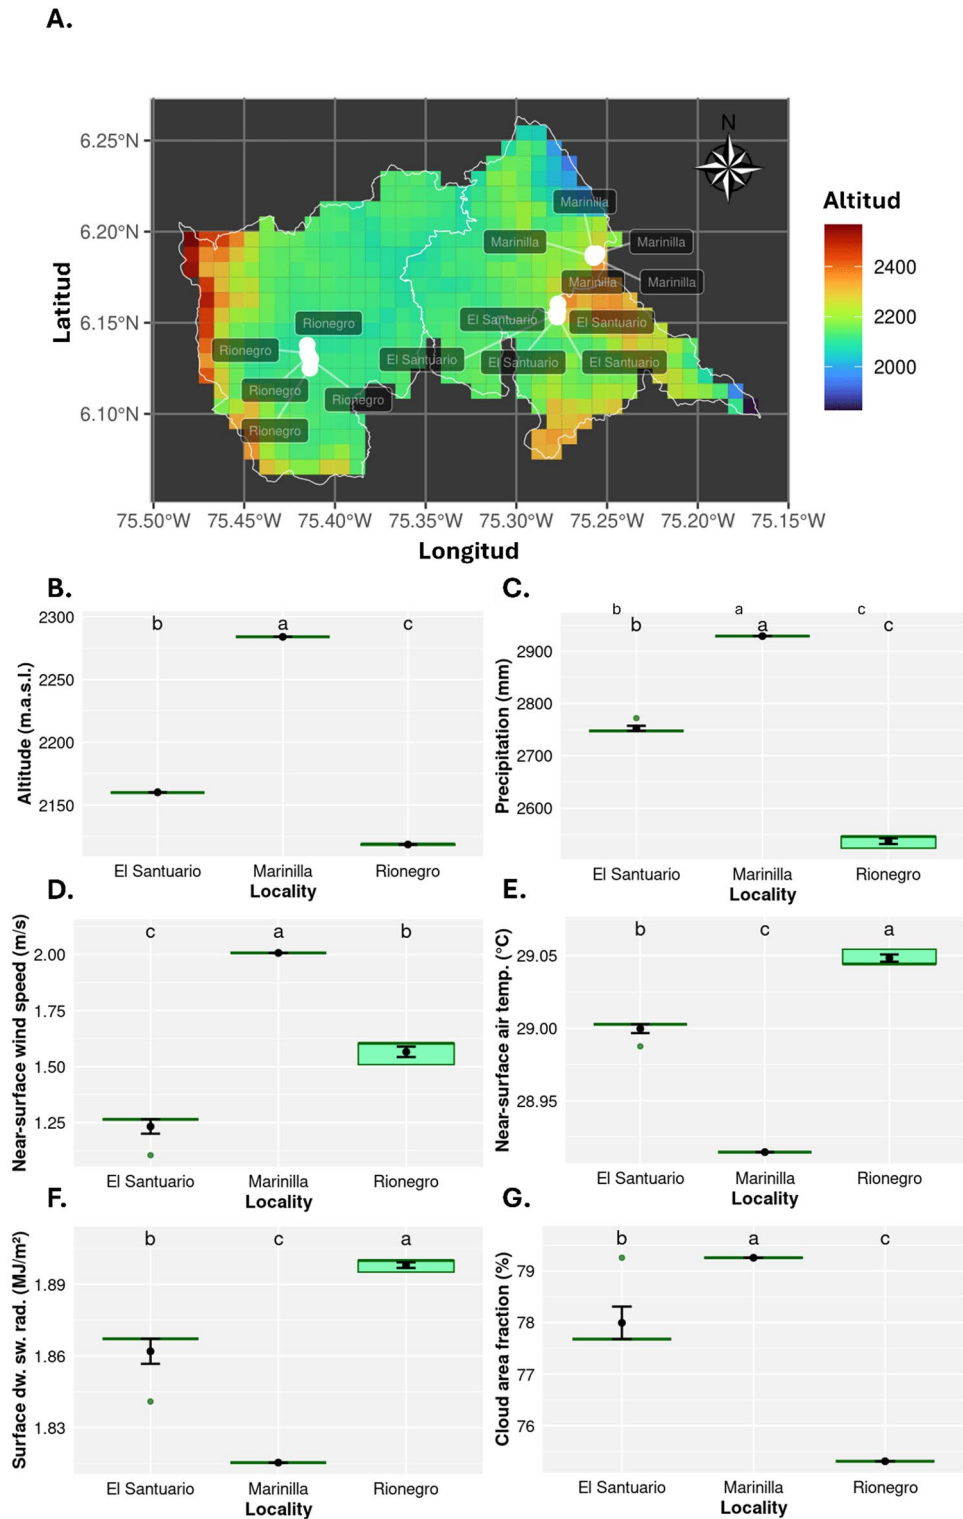 A.
N
6.25°N
6.20°N
6.15°N
6.10°N
Latitud
Marinilla
Marinilla
Marinilla
Marinilla
Marinilla
El Santuario
El Santuario
El Santuario
El Santuario
El Santuario
Rionegro
Rionegro
Rionegro
Rionegro
Rionegro
75.50°W
75.45°W
75.40°W
75.35°W
75.30°W
75.25°W
75.20°W
75.15°W
Longitud
Altitud
2400
2200
2000
B.
Altitude (m.a.s.l.)
2300
2250
2200
2150
b a c
El Santuario Marinilla Rionegro
Locality
C.
Precipitation (mm)
2900
2800
2700
2600
b a c
b a c
El Santuario Marinilla Rionegro
Locality
D.
Near-surface wind speed (m/s)
2.00
1.75
1.50
1.25
c a b
El Santuario Marinilla Rionegro
Locality
E.
Near-surface air temp. (°C)
29.05
29.00
28.95
b c a
El Santuario Marinilla Rionegro
Locality
F.
Surface dw. sw. rad. (MJ/m²)
1.89
1.86
1.83
b c a
El Santuario Marinilla Rionegro
Locality
G.
Cloud area fraction (%)
79
78
77
76
b a c
El Santuario Marinilla Rionegro
Locality